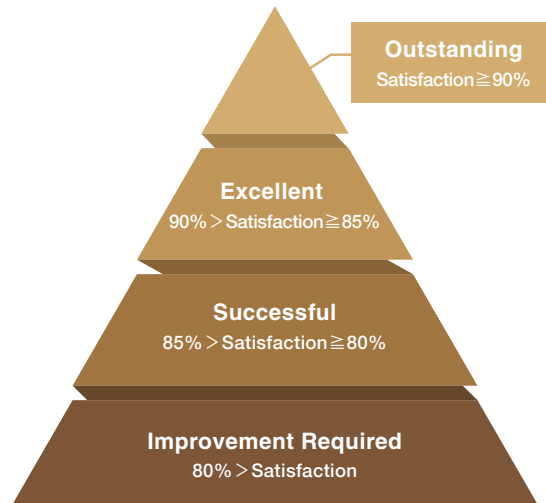 Outstanding
Satisfaction≧90%
Excellent
90%＞Satisfaction≧85%
Successful
85%＞Satisfaction≧80%
Improvement Required
80%＞Satisfaction